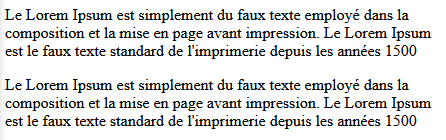 Le Lorem Ipsum est simplement du faux texte employé dans la
composition et la mise en page avant impression. Le Lorem Ipsum
est le faux texte standard de l'imprimerie depuis les années 1500
Le Lorem Ipsum est simplement du faux texte employé dans la
composition et la mise en page avant impression. Le Lorem Ipsum
est le faux texte standard de l'imprimerie depuis les années 1500